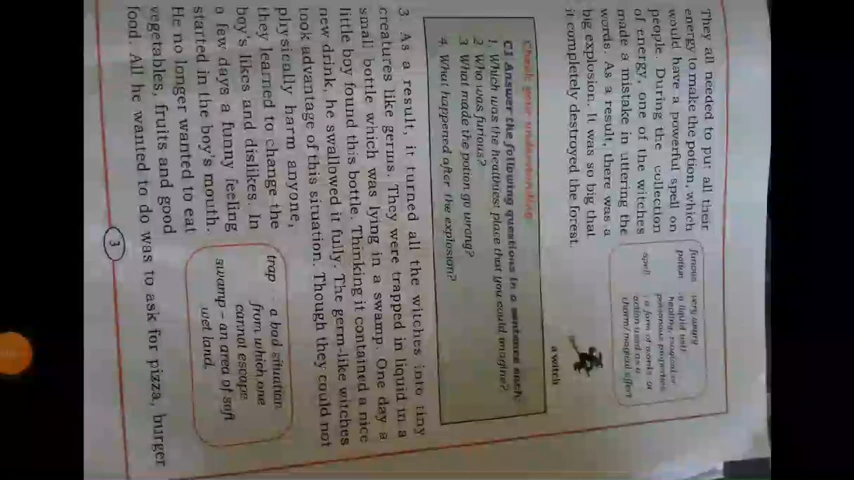 They all needed to put all their
energy to make the potion, which
would have a powerful spell on
people. During the collection
of energy, one of the witches
made a mistake in uttering the
words. As a result, there was a
big explosion. It was so big that
it completely destroyed the forest.
furious very angry
potion a liquid with
healing, magical or
poisonous properties
spell : a form of words or
action used as a
charm/magical effect
a witch
Check your understanding
C1 Answer the following questions in a sentence each.
1. Which was the healthiest place that you could imagine?
2 Who was furious?
3 What made the potion go wrong?
4. What happened after the explosion?
3 As a result, it turned all the witches into tiny
creatures like germs. They were trapped in liquid in a
small bottle which was lying in a swamp. One day a
little boy found this bottle. Thinking it contained a nice
new drink, he swallowed it fully. The germ-like witches
took advantage of this situation. Though they could not
physically harm anyone,
they learned to change the
boy's likes and dislikes. In
a few days a funny feeling
started in the boy's mouth.
He no longer wanted to eat
vegetables, fruits and good
food. All he wanted to do was to ask for pizza, burger
trap a bad situation
from which one
cannot escape
swamp - an area of soft
wet land.
3